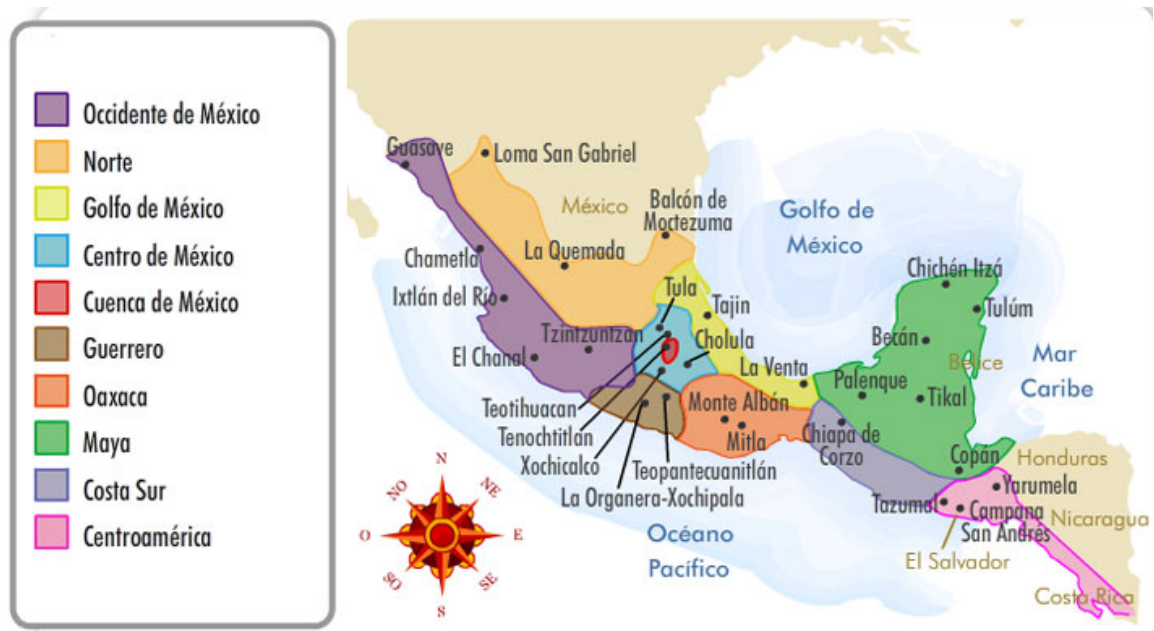 Occidente de México
Norte
Golfo de México
Centro de México
Cuenca de México
Guerrero
Oaxaca
Maya
Costa Sur
Centroamérica
Guasave
Loma San Gabriel
México
Balcón de
Moctezuma
Golfo de
México
La Quemada
Chametla
Chichén Itzá
Ixtlán del Río
Tula
Tajin
Tulúm
Tzintzuntzan
Cholula
Becán
El Chanal
La Venta
Belice
Mar
Caribe
Palenque
Tikal
Teotihuacan
Monte Albán
Tenochtitlán
Mitla
Chiapa de
Corzo
Xochicalco
Teopantecuanitlán
Copán
Honduras
La Organera-Xochipala
Yarumela
Tazumal
Campana
San Andrés
Nicaragua
Océano
Pacífico
El Salvador
Costa Rica
N
NO
NE
O
E
SO
SE
S